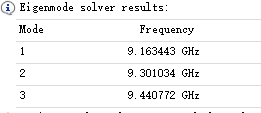 Eigenmode solver results:
Mode Frequency
1 9.163443 GHz
2 9.301034 GHz
3 9.440772 GHz